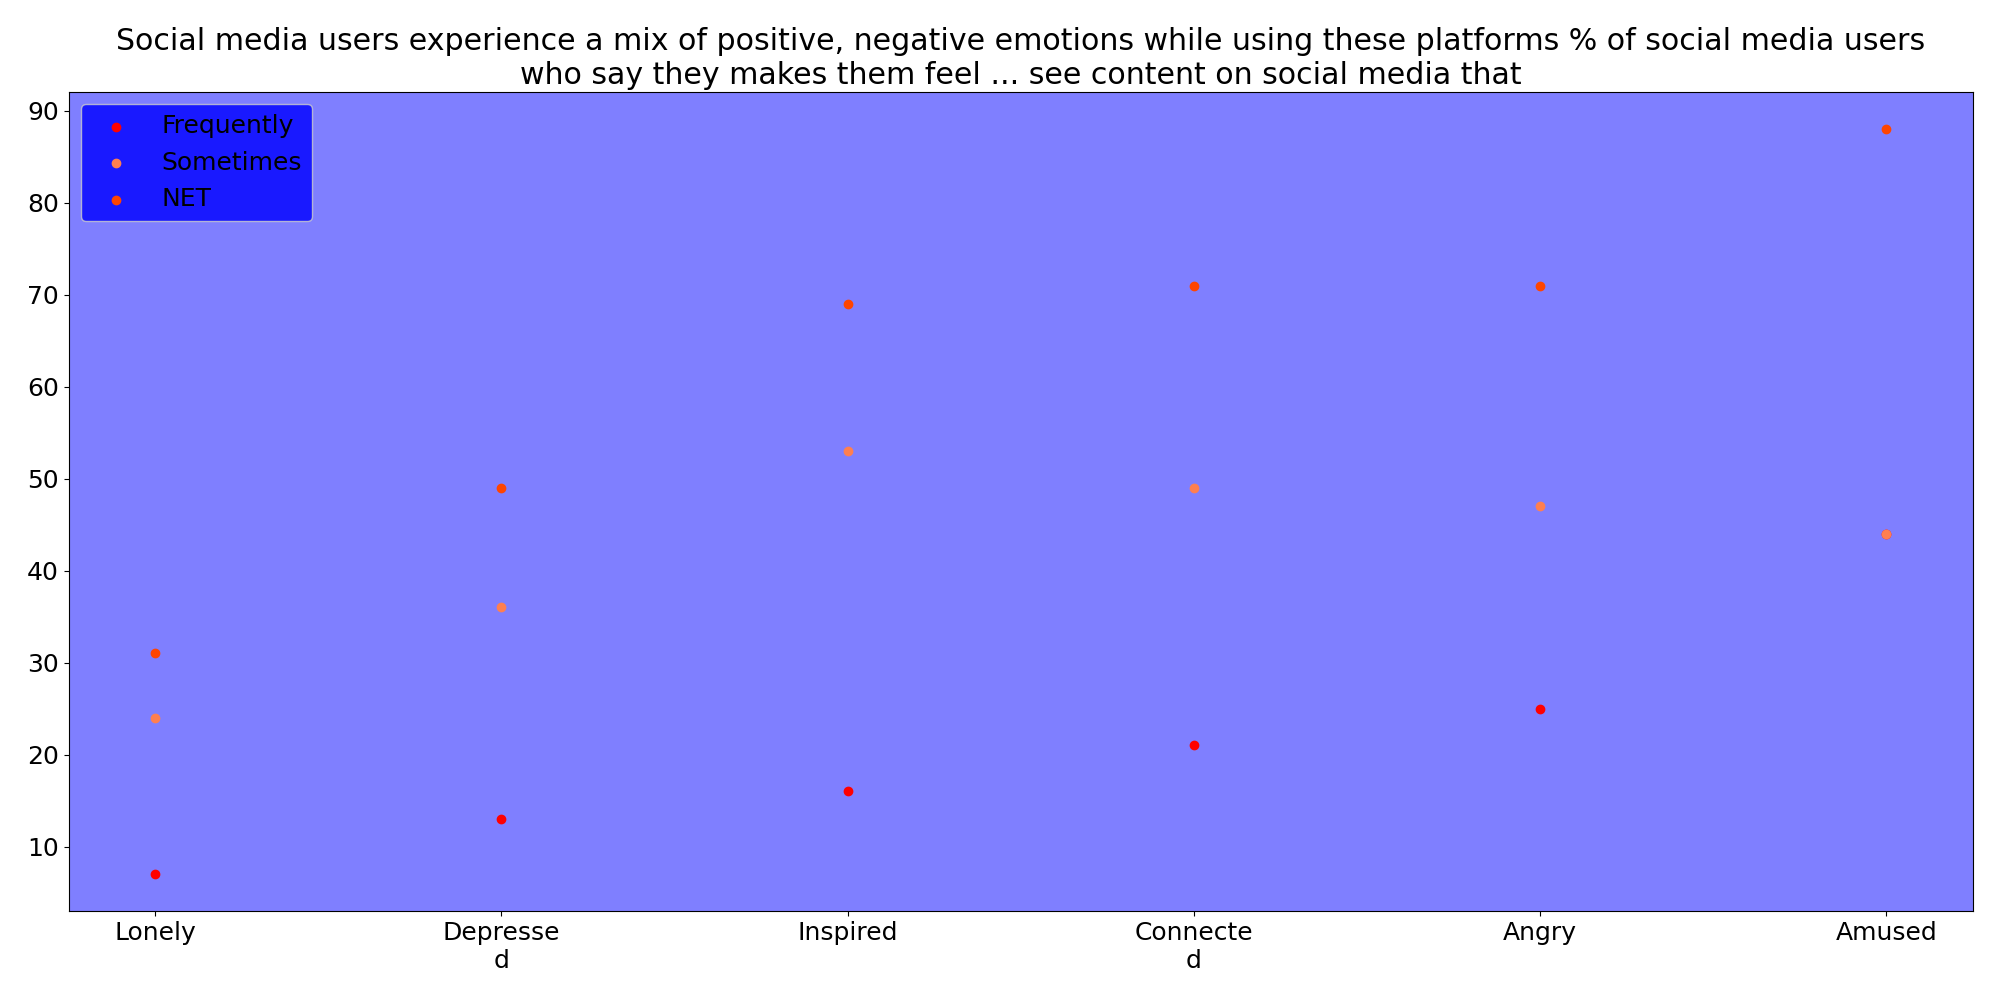 Social media users experience a mix of positive, negative emotions while using these platforms % of social media users
who say they makes them feel ... see content on social media that
90
80
70
60
50
40
30
20
10
Frequently
Sometimes
NET
Lonely
Depresse
d
Inspired
Connecte
d
Angry
Amused